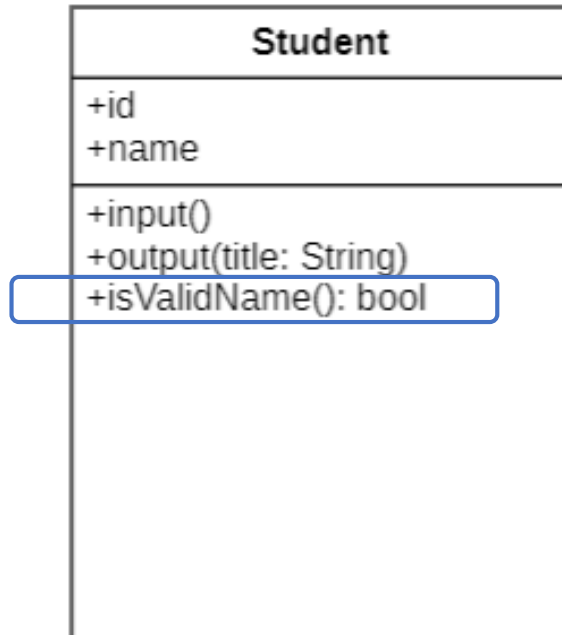 Student
+id
+name
+input()
+output(title: String)
+isValidName(): bool